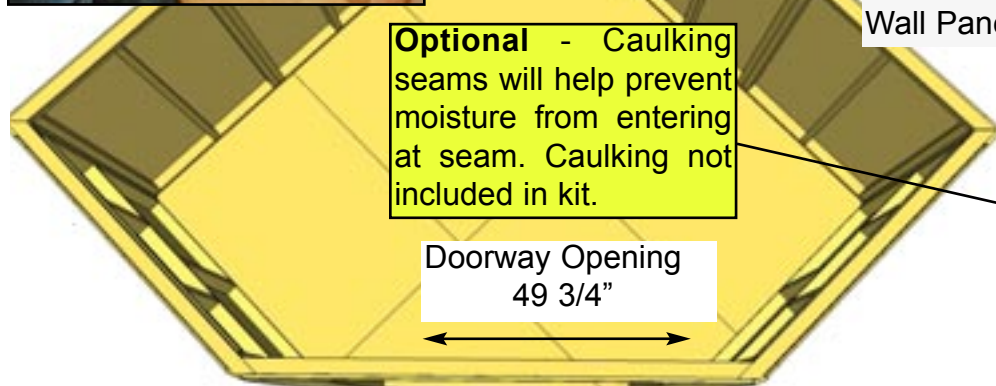 Wall Pane
Optional - Caulking
seams will help prevent
moisture from entering
at seam. Caulking not
included in kit.
Doorway Opening
49 3/4”